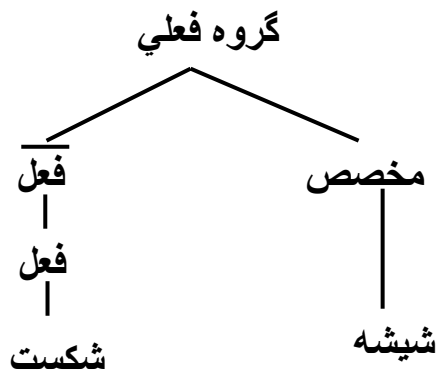 گروه فعلي
مخصص
فعل
فعل
شيشه
شكست